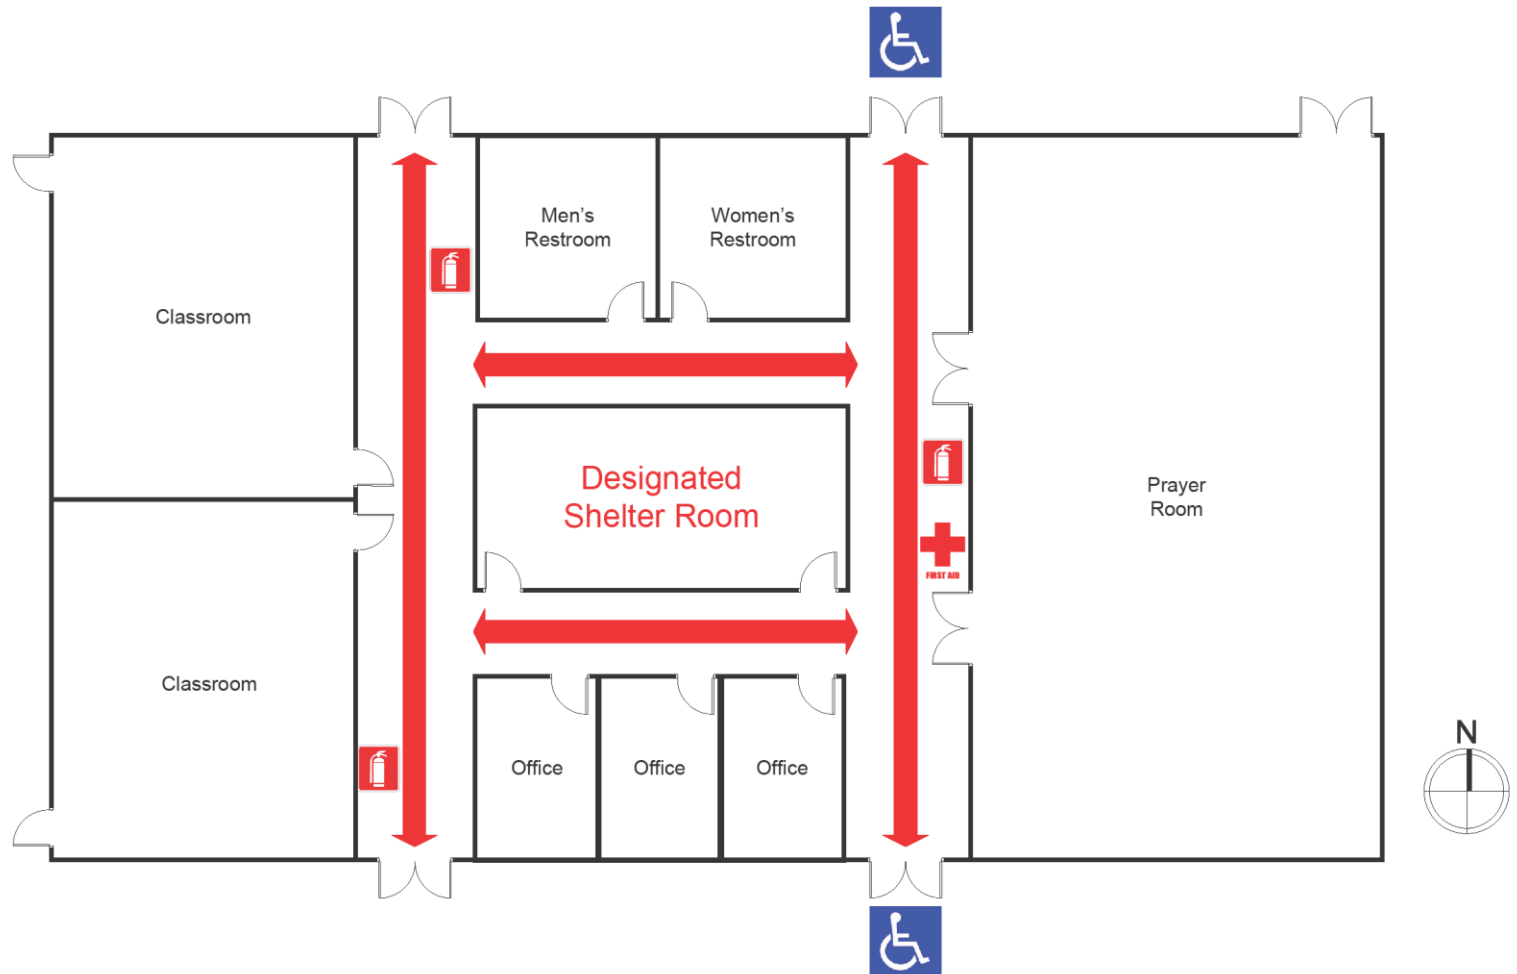 Men's
Restroom
Women's
Restroom
Classroom
Designated
Shelter Room
Prayer
Room
FIRST AID
Classroom
Office
Office
Office
N